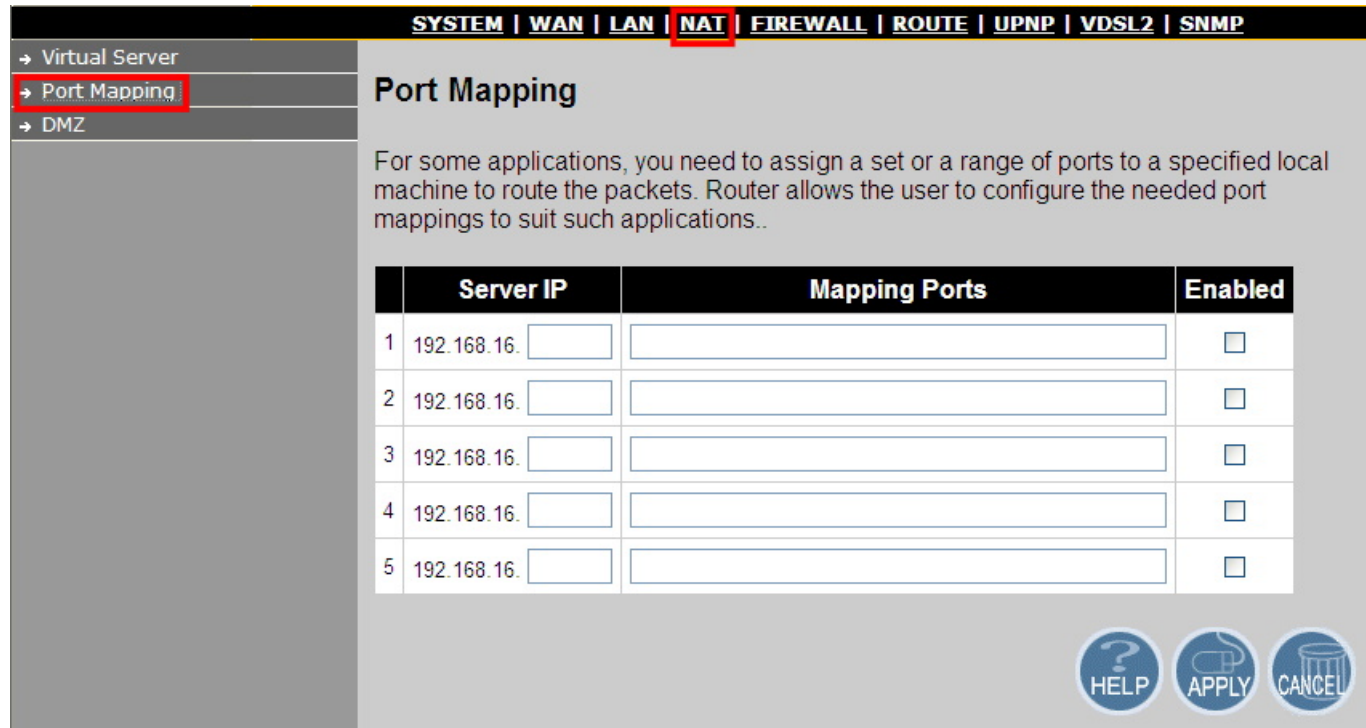 SYSTEM | WAN | LAN | NAT | FIREWALL | ROUTE | UPNP | VDSL2 | SNMP
Virtual Server
Port Mapping
DMZ
Port Mapping
For some applications, you need to assign a set or a range of ports to a specified local
machine to route the packets. Router allows the user to configure the needed port
mappings to suit such applications..
Server IP Mapping Ports Enabled
1 192.168.16.
2 192.168.16.
3 192.168.16.
4 192.168.16.
5 192.168.16.
HELP APPLY CANCEL